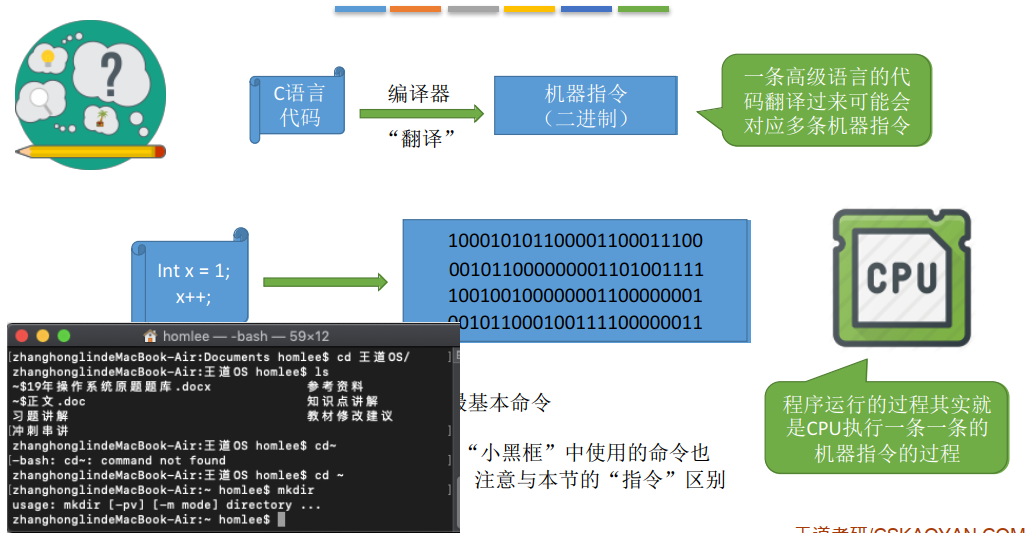 C语言
代码
编译器
“翻译”
机器指令
（二进制）
一条高级语言的代
码翻译过来可能会
对应多条机器指令
Int x = 1;
x++;
100010101100001100011100
001011000000001101001111
100100100000001100000001
001011000100111100000011
CPU
程序运行的过程其实就
是CPU执行一条一条的
机器指令的过程
homlee — -bash — 59×12
zhanghonglindeMacBook-Air:Documents homlee$ cd 王道OS/
zhanghonglindeMacBook-Air:王道OS homlee$ ls
~$19年操作系统原题题库.docx 参考资料
~$正文.doc 知识点讲解
习题讲解 教材修改建议
冲刺串讲
zhanghonglindeMacBook-Air:王道OS homlee$ cd~
-bash: cd~: command not found
zhanghonglindeMacBook-Air:王道OS homlee$ cd ~
zhanghonglindeMacBook-Air:~ homlee$ mkdir
usage: mkdir [-pv] [-m mode] directory ...
zhanghonglindeMacBook-Air:~ homlee$
最基本命令
“小黑框”中使用的命令也
注意与本节的“指令”区别
王道考研/CSKAOYAN.COM